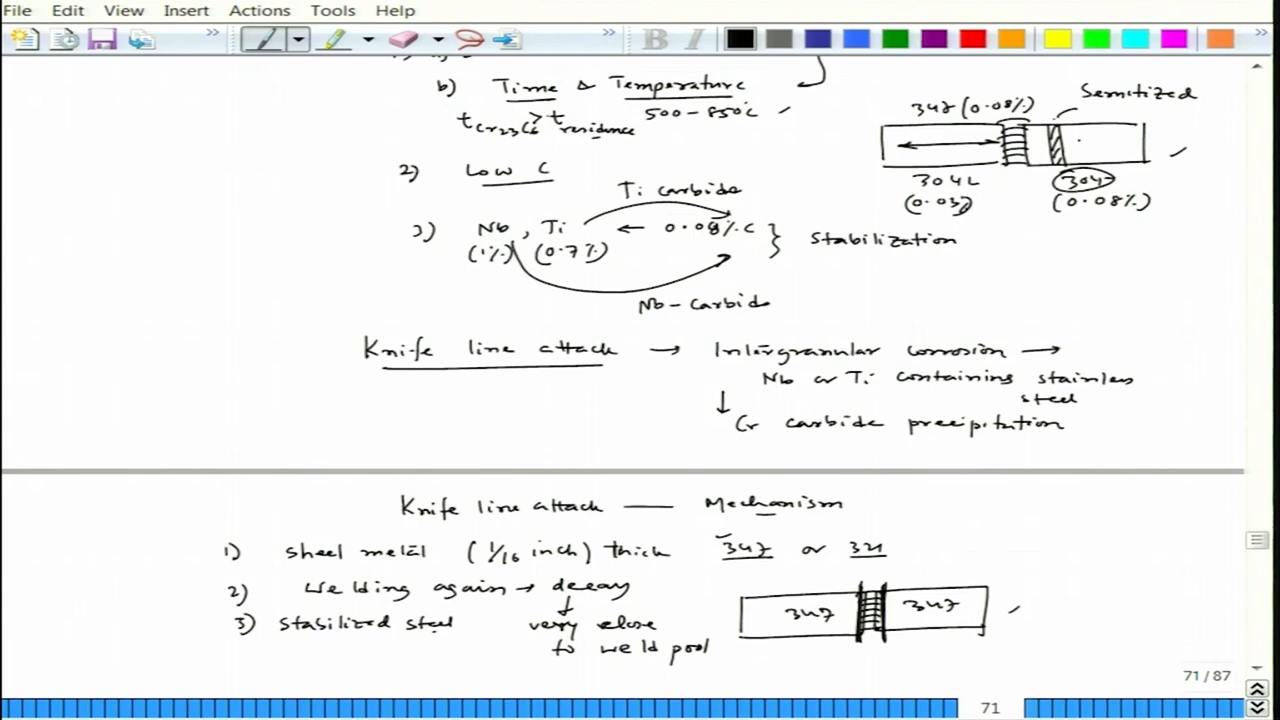 File Edit View Insert Actions Tools Help
b) Time & Temperature
500-850°C
t Cr23C6 > t residence
347 (0.08%)
Sensitized
304L
(0.03)
304
(0.08%)
2) Low C
Ti carbide
3) Nb, Ti ← 0.08% C } Stabilization
(1%) (0.7%)
Nb-Carbide
Knife line attack → Intergranular corrosion →
Nb or Ti containing stainless
steel
↓ Cr carbide precipitation
Knife line attack — Mechanism
1) sheel metal (1/16 inch) thick 347 or 321
2) Welding again → decay
3) Stabilized steel very close
to weld pool
347 347
71 / 87
71